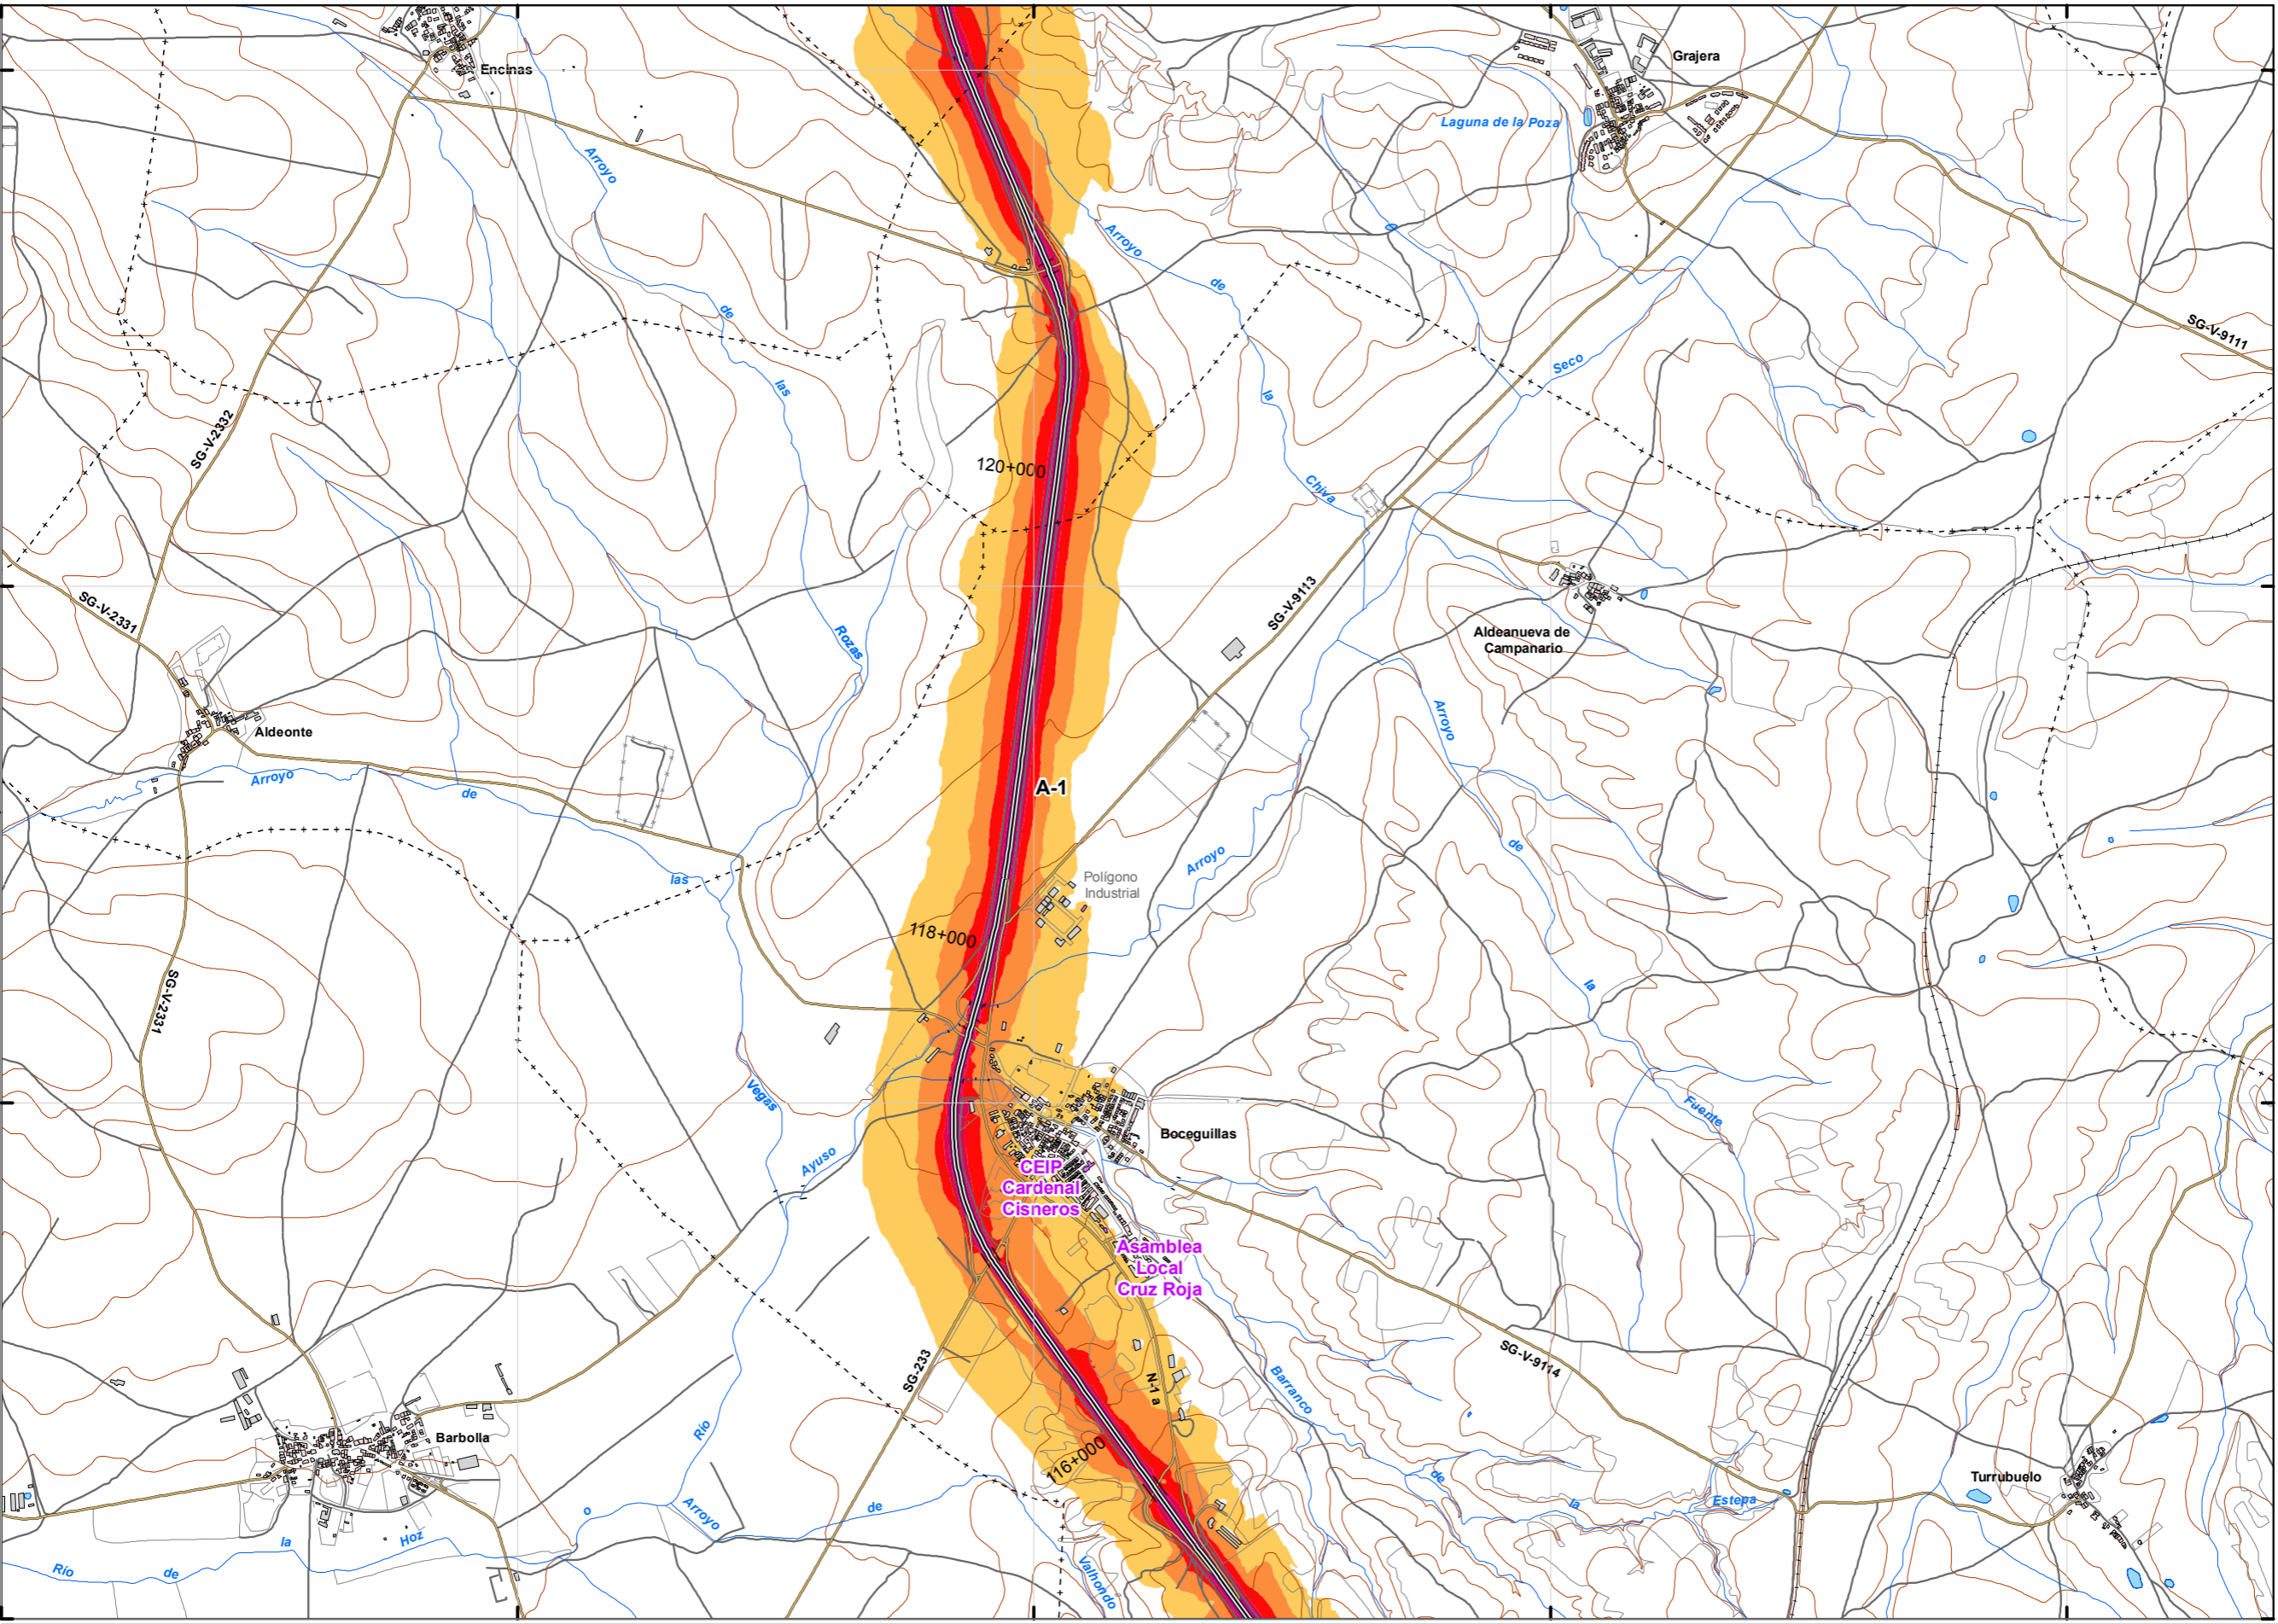 Encinas
Grajera
Laguna de la Poza
Arroyo
Arroyo
de
de
SG-V-9111
las
la
Seco
SG-V-2332
120+000
Chiva
SG-V-9113
SG-V-2331
Rozas
Aldeanueva de
Campanario
Arroyo
Aldeonte
Arroyo
de
A-1
de
Arroyo
las
Polígono
Industrial
118+000
SG-V-2331
la
Vegas
Fuente
Boceguillas
Ayuso
CEIP
Cardenal
Cisneros
Asamblea
Local
Cruz Roja
SG-233
N-1 a
Barranco
SG-V-9114
Río
Barbolla
116+000
de
Turrubuelo
la
Estepa
Arroyo
de
o
Hoz
la
Río
de
Valhondo